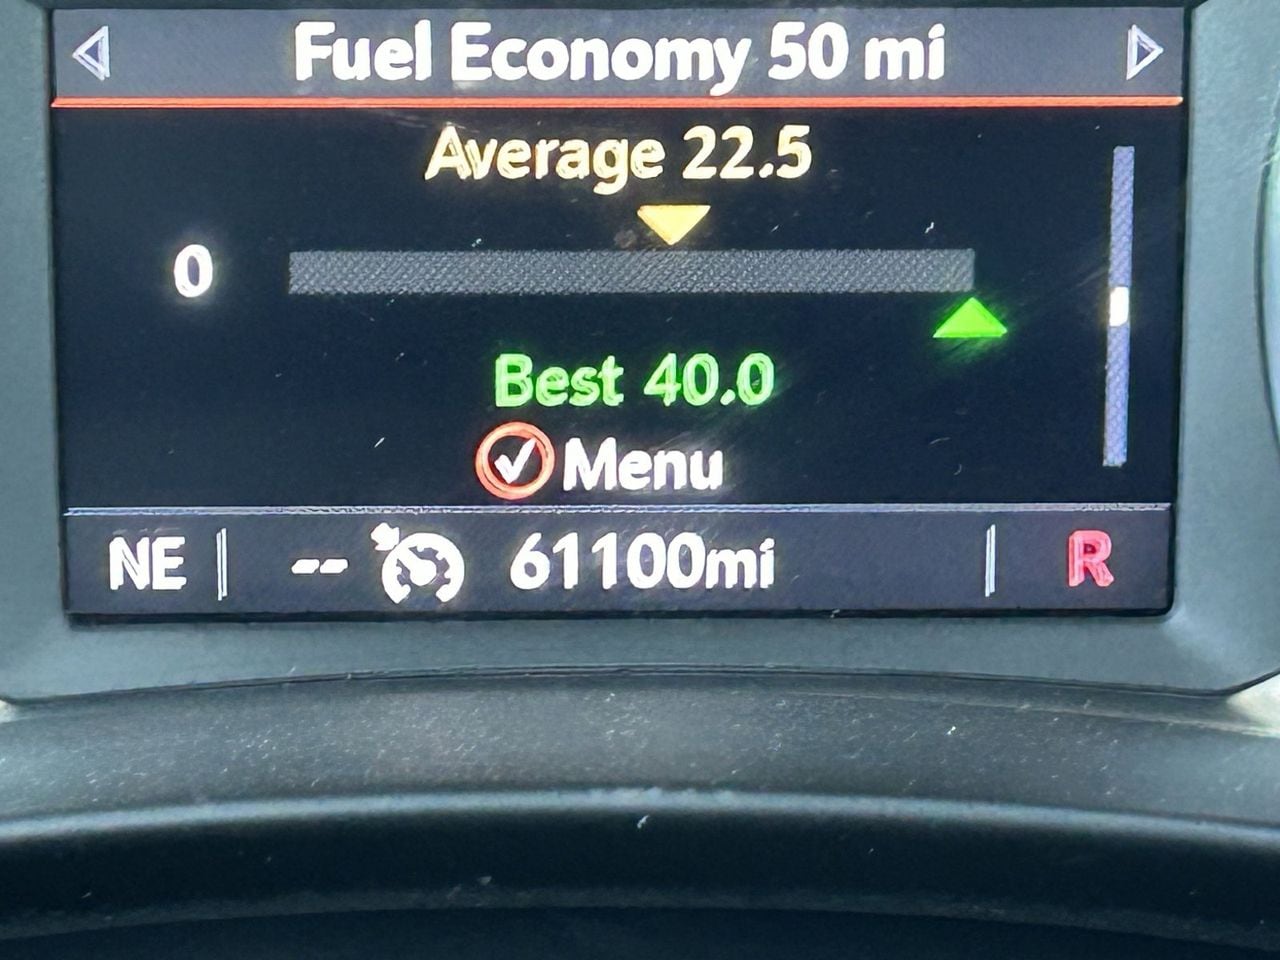 Fuel Economy 50 mi
Average 22.5
0
Best 40.0
Menu
NE -- 61100mi R